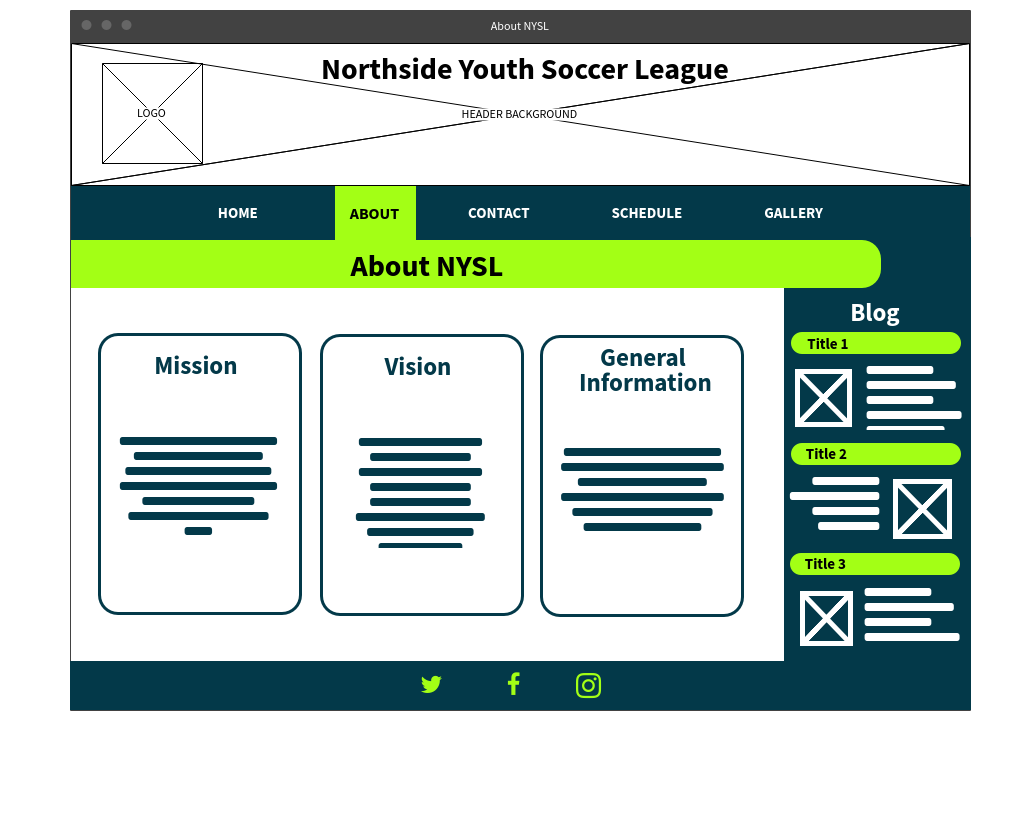 About NYSL
Northside Youth Soccer League
LOGO
HEADER BACKGROUND
HOME
ABOUT
CONTACT
SCHEDULE
GALLERY
About NYSL
Mission
Vision
General
Information
Blog
Title 1
Title 2
Title 3